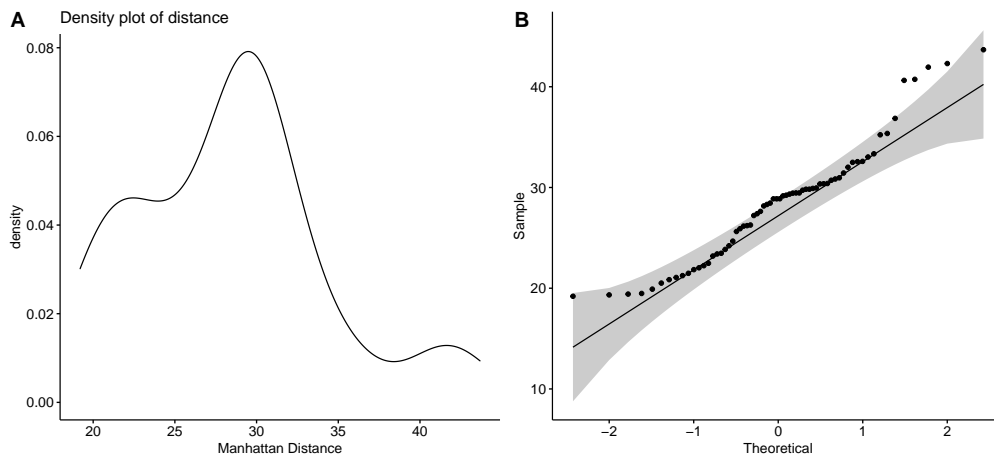 A
Density plot of distance
0.08
0.06
0.04
0.02
0.00
density
20 25 30 35 40
Manhattan Distance
B
40
30
20
10
Sample
−2 −1 0 1 2
Theoretical